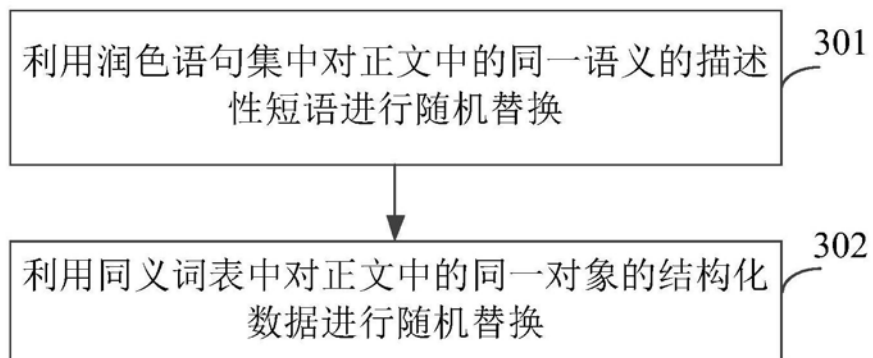 利用润色语句集中对正文中的同一语义的描述
性短语进行随机替换
301
利用同义词表中对正文中的同一对象的结构化
数据进行随机替换
302